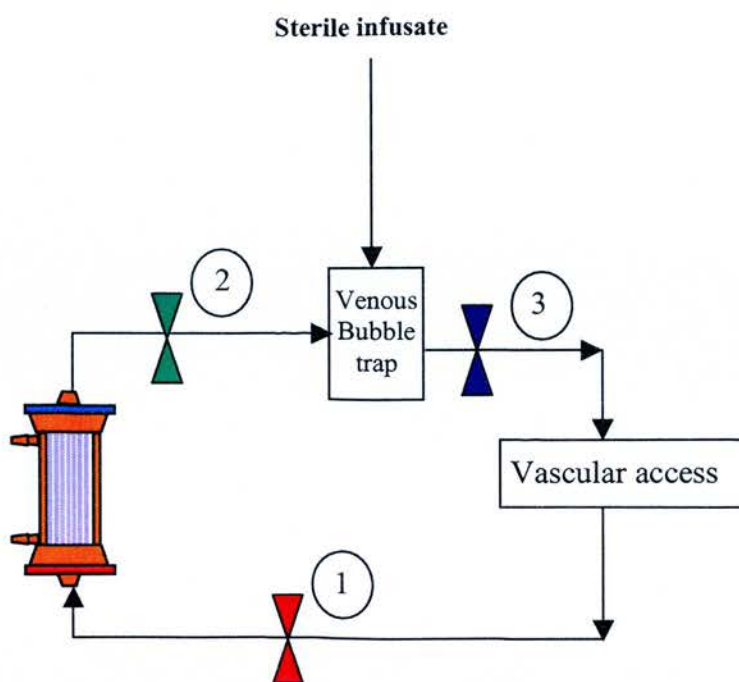 Sterile infusate
2
Venous
Bubble
trap
3
Vascular access
1